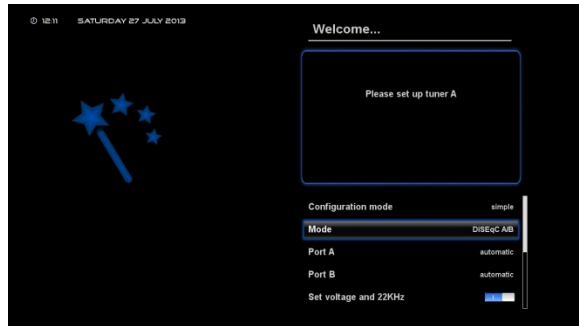 12:11 SATURDAY 27 JULY 2013
Welcome...
Please set up tuner A
Configuration mode simple
Mode DiSEqC A/B
Port A automatic
Port B automatic
Set voltage and 22KHz